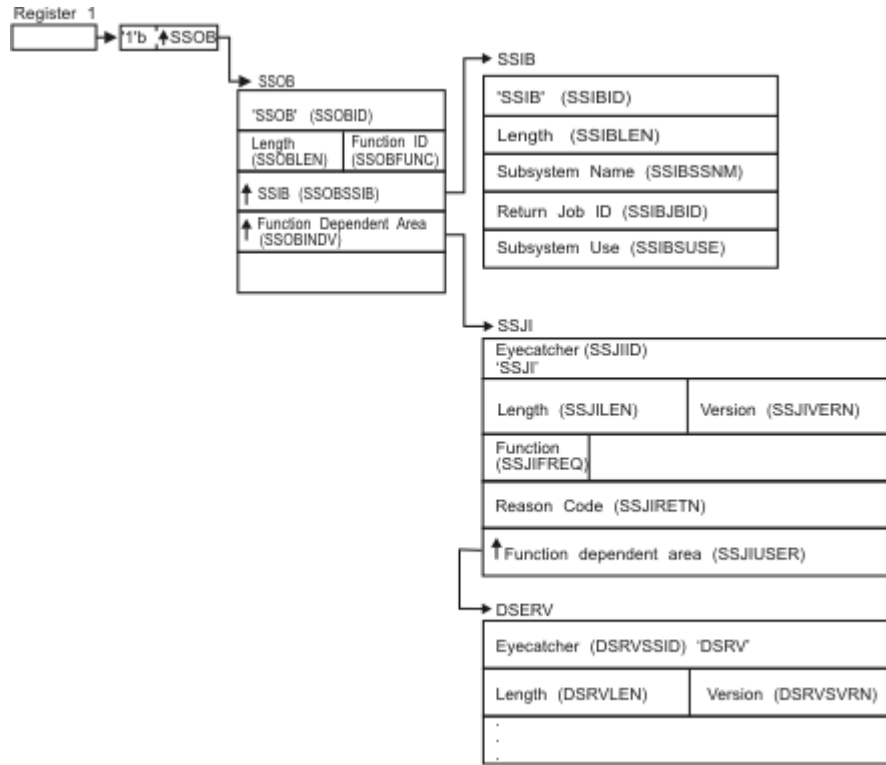 Register 1
'1'b SSOB
SSOB
"SSOB" (SSOBID)
Length
(SSOBLEN)
Function ID
(SSOBFUNC)
SSIB (SSOBSSIB)
Function Dependent Area
(SSOBINDV)
SSIB
"SSIB" (SSIBID)
Length (SSIBLEN)
Subsystem Name (SSIBSSNM)
Return Job ID (SSIBJBID)
Subsystem Use (SSIBSUSE)
SSJI
Eyecatcher (SSJIID)
'SSJI'
Length (SSJILEN)
Version (SSJIVERN)
Function
(SSJIFREQ)
Reason Code (SSJIRETN)
Function dependent area (SSJIUSER)
DSERV
Eyecatcher (DSRVSSID) 'DSRV'
Length (DSRVLEN)
Version (DSRVSVRN)
.
.
.